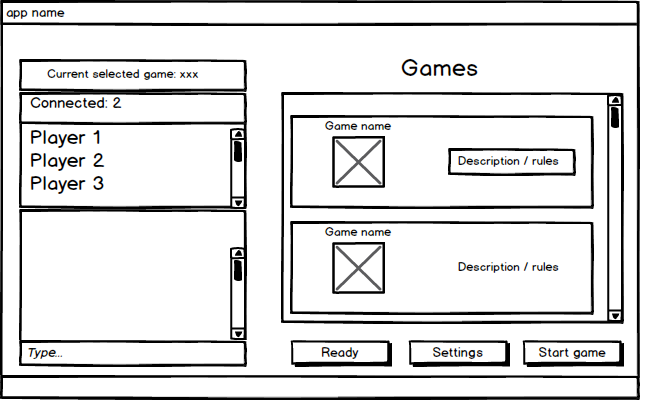 app name
Current selected game: xxx
Connected: 2
Player 1
Player 2
Player 3
Type...
Games
Game name
Description / rules
Game name
Description / rules
Ready
Settings
Start game